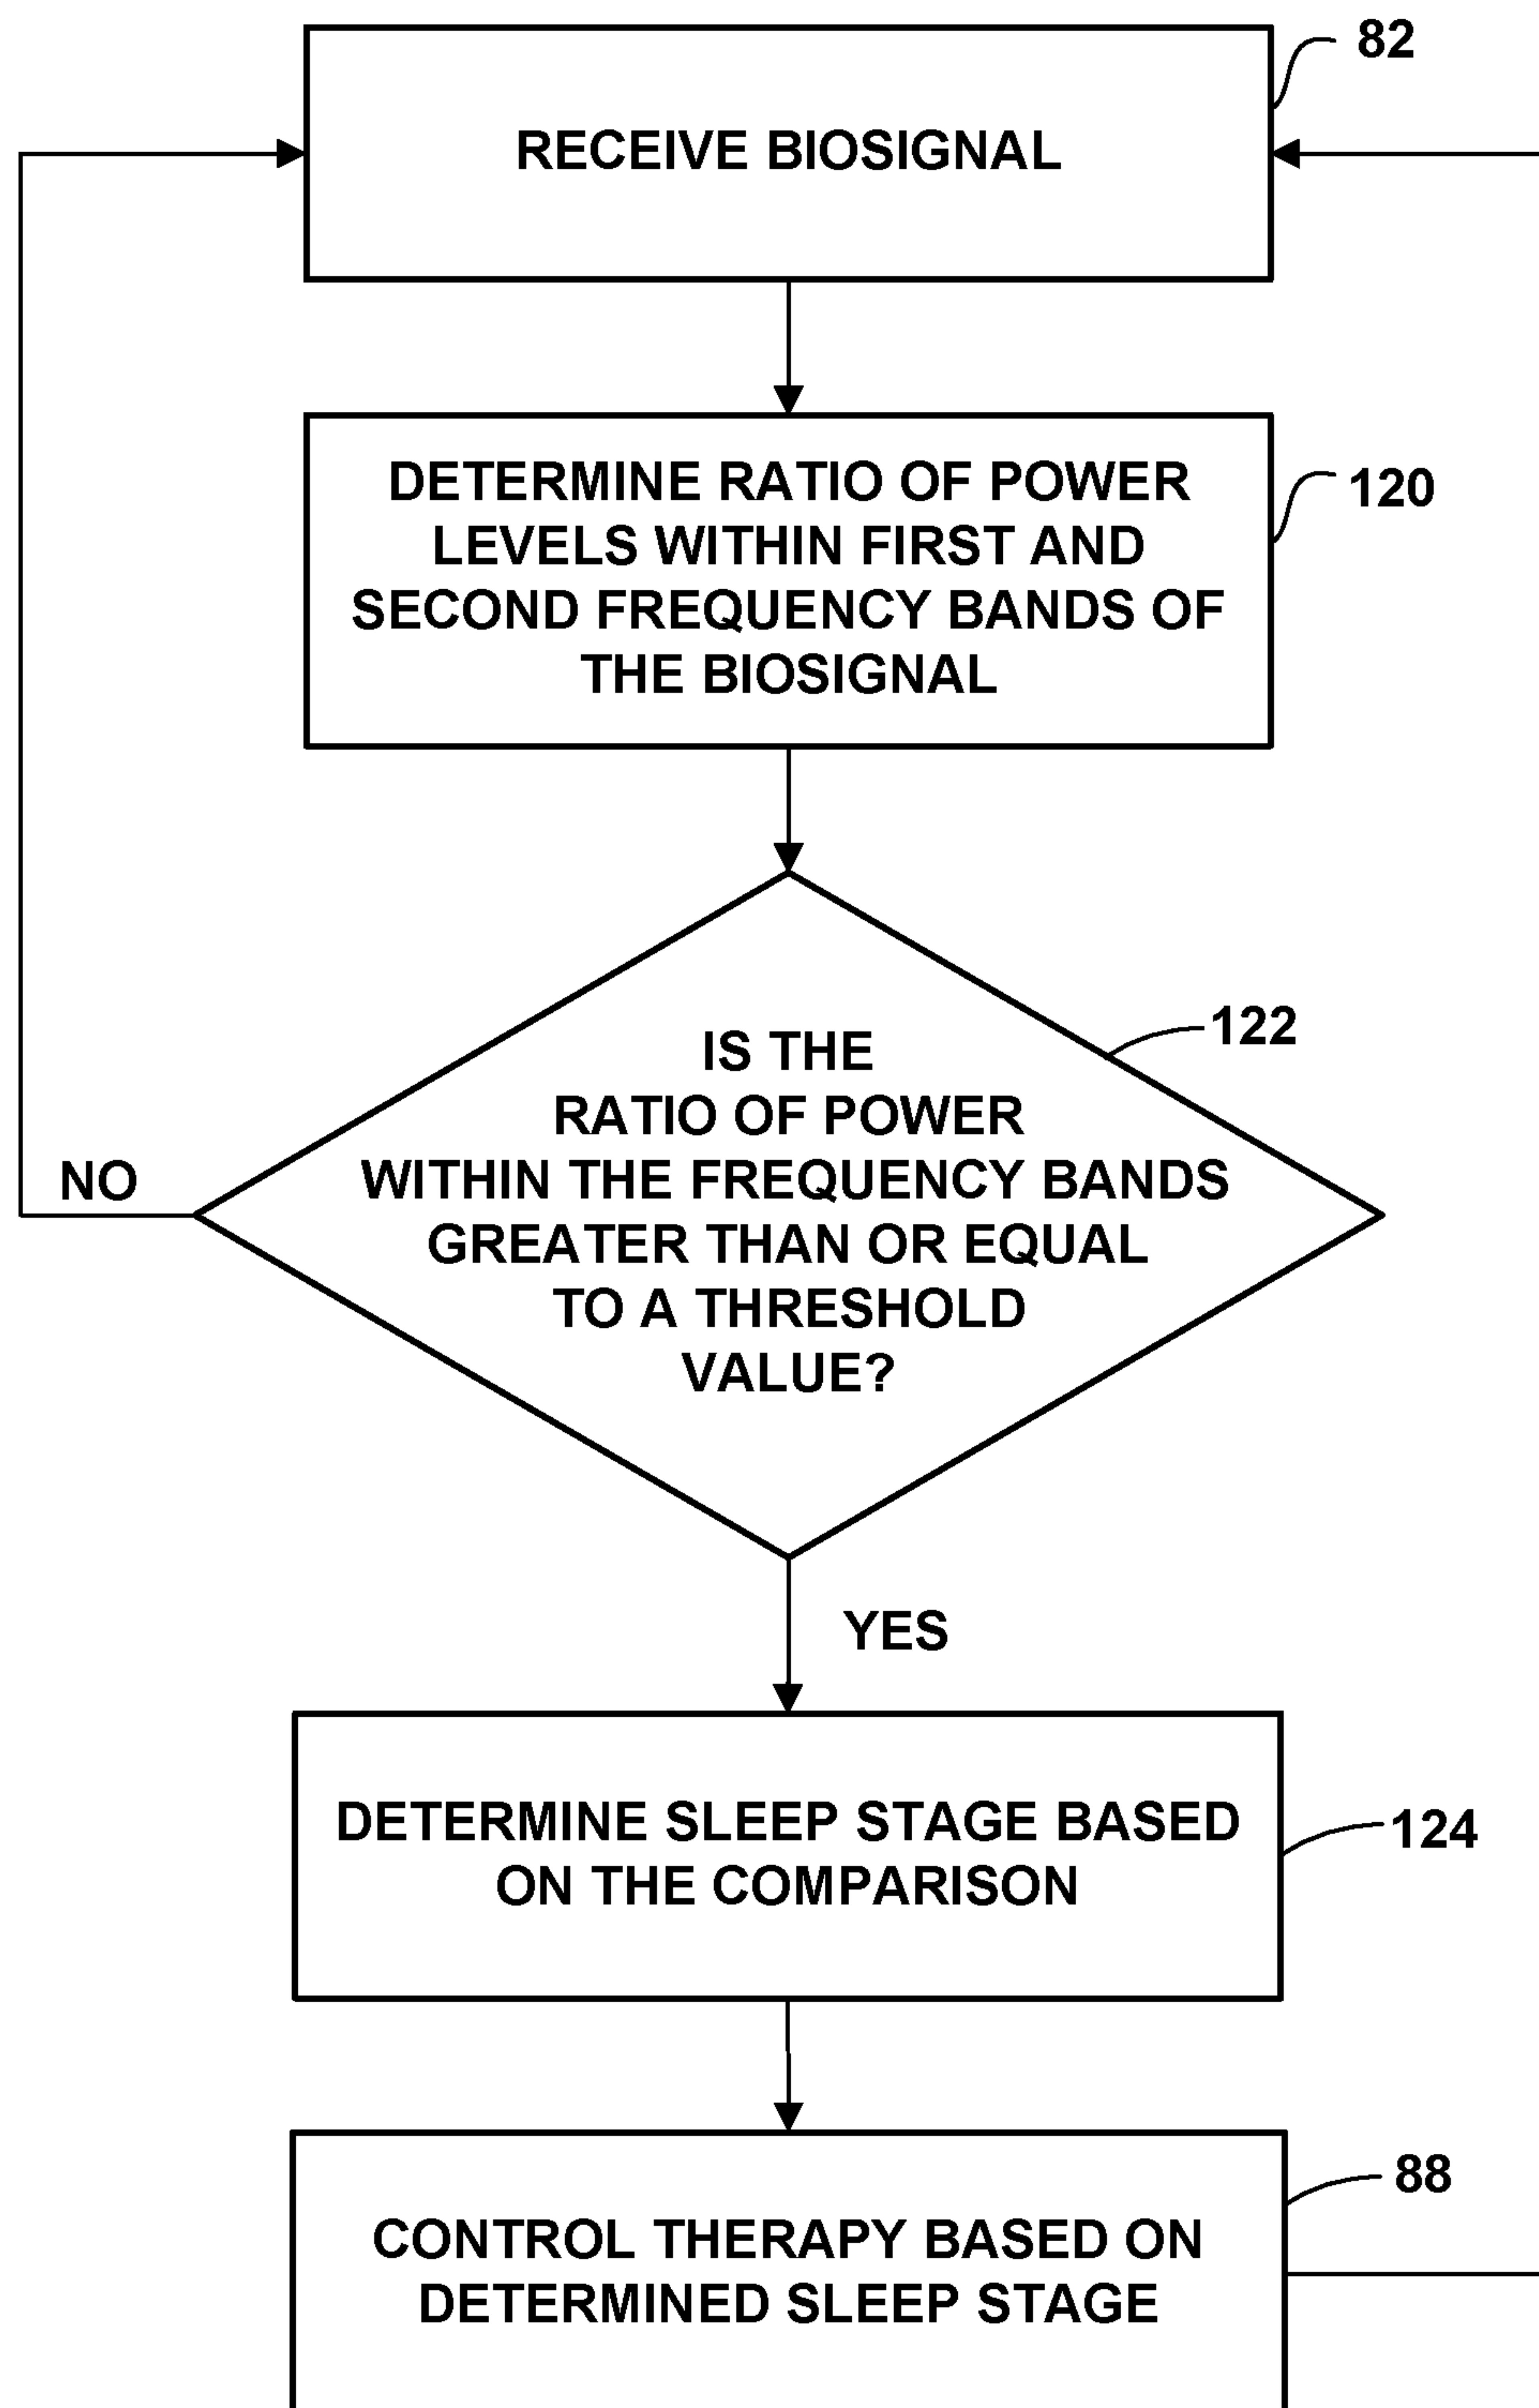 82
RECEIVE BIOSIGNAL
DETERMINE RATIO OF POWER
LEVELS WITHIN FIRST AND
SECOND FREQUENCY BANDS OF
THE BIOSIGNAL
120
122
IS THE
RATIO OF POWER
WITHIN THE FREQUENCY BANDS
GREATER THAN OR EQUAL
TO A THRESHOLD
VALUE?
NO
YES
DETERMINE SLEEP STAGE BASED
ON THE COMPARISON
124
88
CONTROL THERAPY BASED ON
DETERMINED SLEEP STAGE